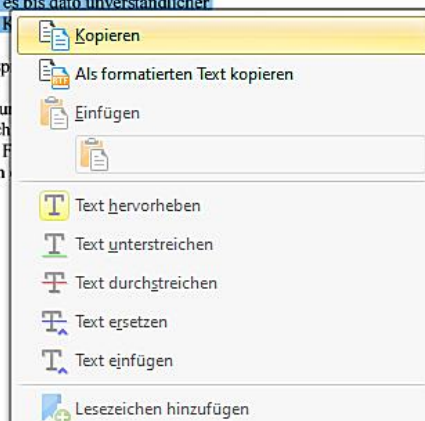 es bis dato unverständlicher
Kopieren
Als formatierten Text kopieren
Einfügen
Text hervorheben
Text unterstreichen
Text durchstreichen
Text ersetzen
Text einfügen
Lesezeichen hinzufügen